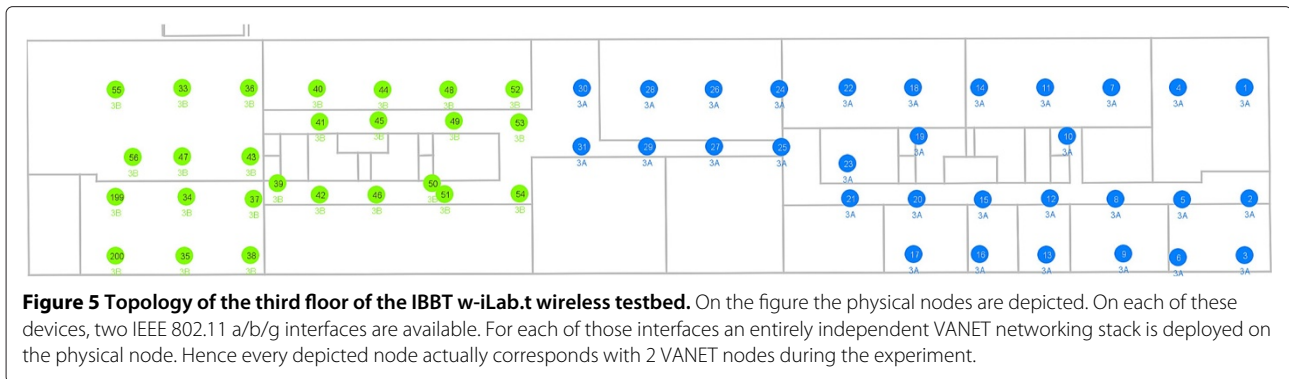 55 33 36 40 44 48 52 30 28 26 24 22 18 14 11 7 4 1
3B 3B 3B 3B 3B 3B 3B 3A 3A 3A 3A 3A 3A 3A 3A 3A 3A 3A
41 45 49 53
3B 3B 3B 3B
19 10
3A 3A
31 29 27 25
3A 3A 3A 3A
56 47 43
3B 3B 3B
23
3A
39 50
3B 3B
199 34 37 42 46 51 54 21 20 15 12 8 5 2
3B 3B 3B 3B 3B 3B 3B 3A 3A 3A 3A 3A 3A 3A
200 35 38 17 16 13 9 6 3
3B 3B 3B 3A 3A 3A 3A 3A 3A
Figure 5 Topology of the third floor of the IBBT w-iLab.t wireless testbed. On the figure the physical nodes are depicted. On each of these
devices, two IEEE 802.11 a/b/g interfaces are available. For each of those interfaces an entirely independent VANET networking stack is deployed on
the physical node. Hence every depicted node actually corresponds with 2 VANET nodes during the experiment.